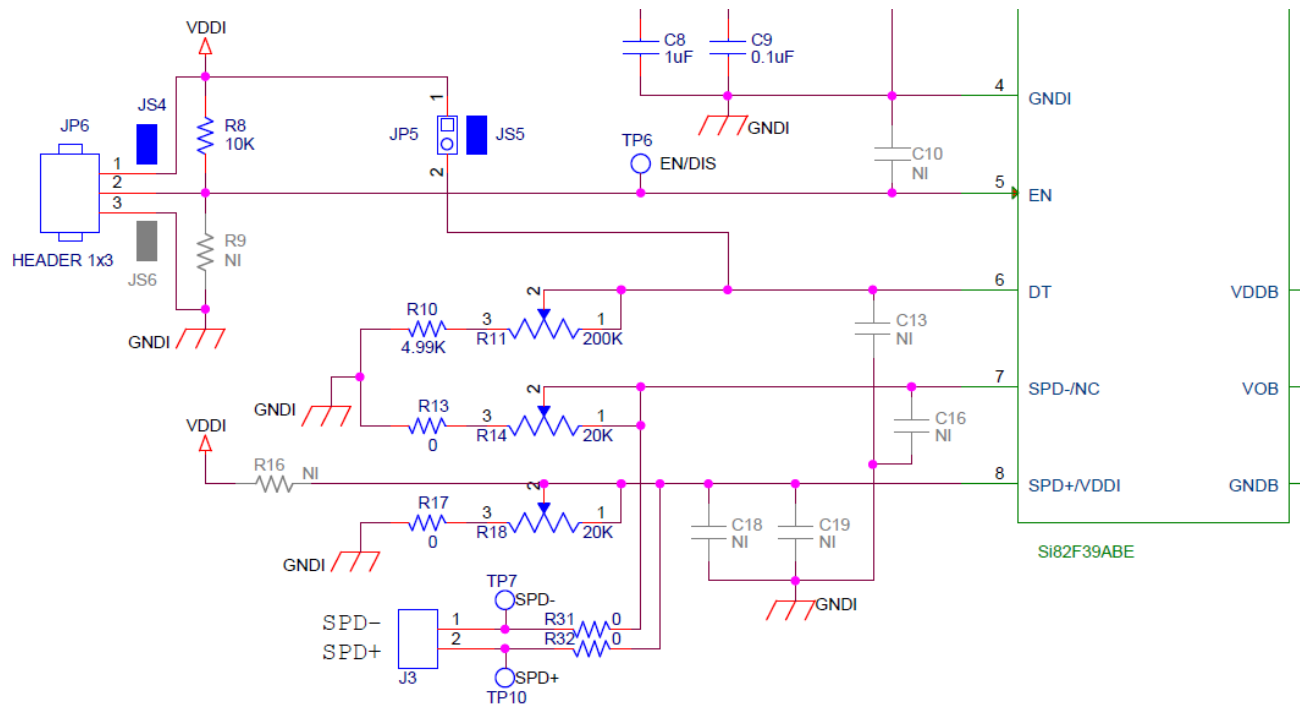 VDDI
JS4
JP6
1
2
3
HEADER 1x3
JS6
R8
10K
R9
NI
GNDI
1
JP5
JS5
2
C8
1uF
C9
0.1uF
GNDI
TP6
EN/DIS
C10
NI
4
GNDI
5
EN
6
DT
VDDB
7
SPD-/NC
VOB
8
SPD+/VDDI
GNDB
Si82F39ABE
R10
4.99K
3
R11
2
1
200K
C13
NI
GNDI
R13
0
3
R14
2
1
20K
C16
NI
VDDI
R16
NI
R17
0
3
R18
2
1
20K
GNDI
C18
NI
C19
NI
GNDI
TP7
SPD-
SPD-
1
R31
0
SPD+
2
R32
0
J3
SPD+
TP10